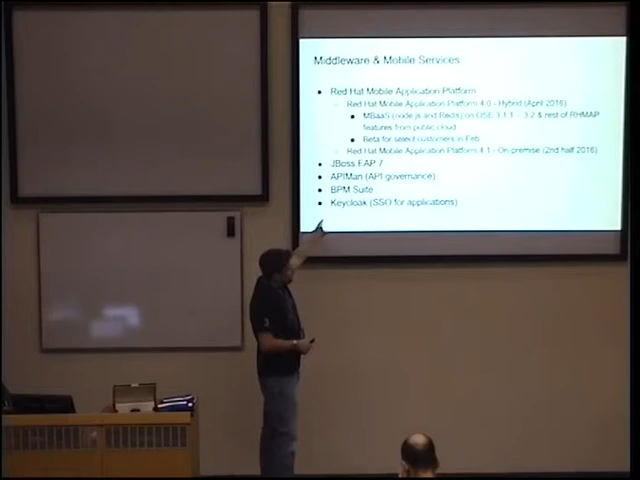 Middleware & Mobile Services
Red Hat Mobile Application Platform
Red Hat Mobile Application Platform 4.0 - Hybrid (April 2016)
MBaaS (node.js and Redis) on OSE 3.1.1 - 3.2 & rest of RHMAP
features from public cloud
Beta for select customers in Feb
Red Hat Mobile Application Platform 4.1 - On-premise (2nd half 2016)
JBoss EAP 7
APIMan (API governance)
BPM Suite
Keycloak (SSO for applications)